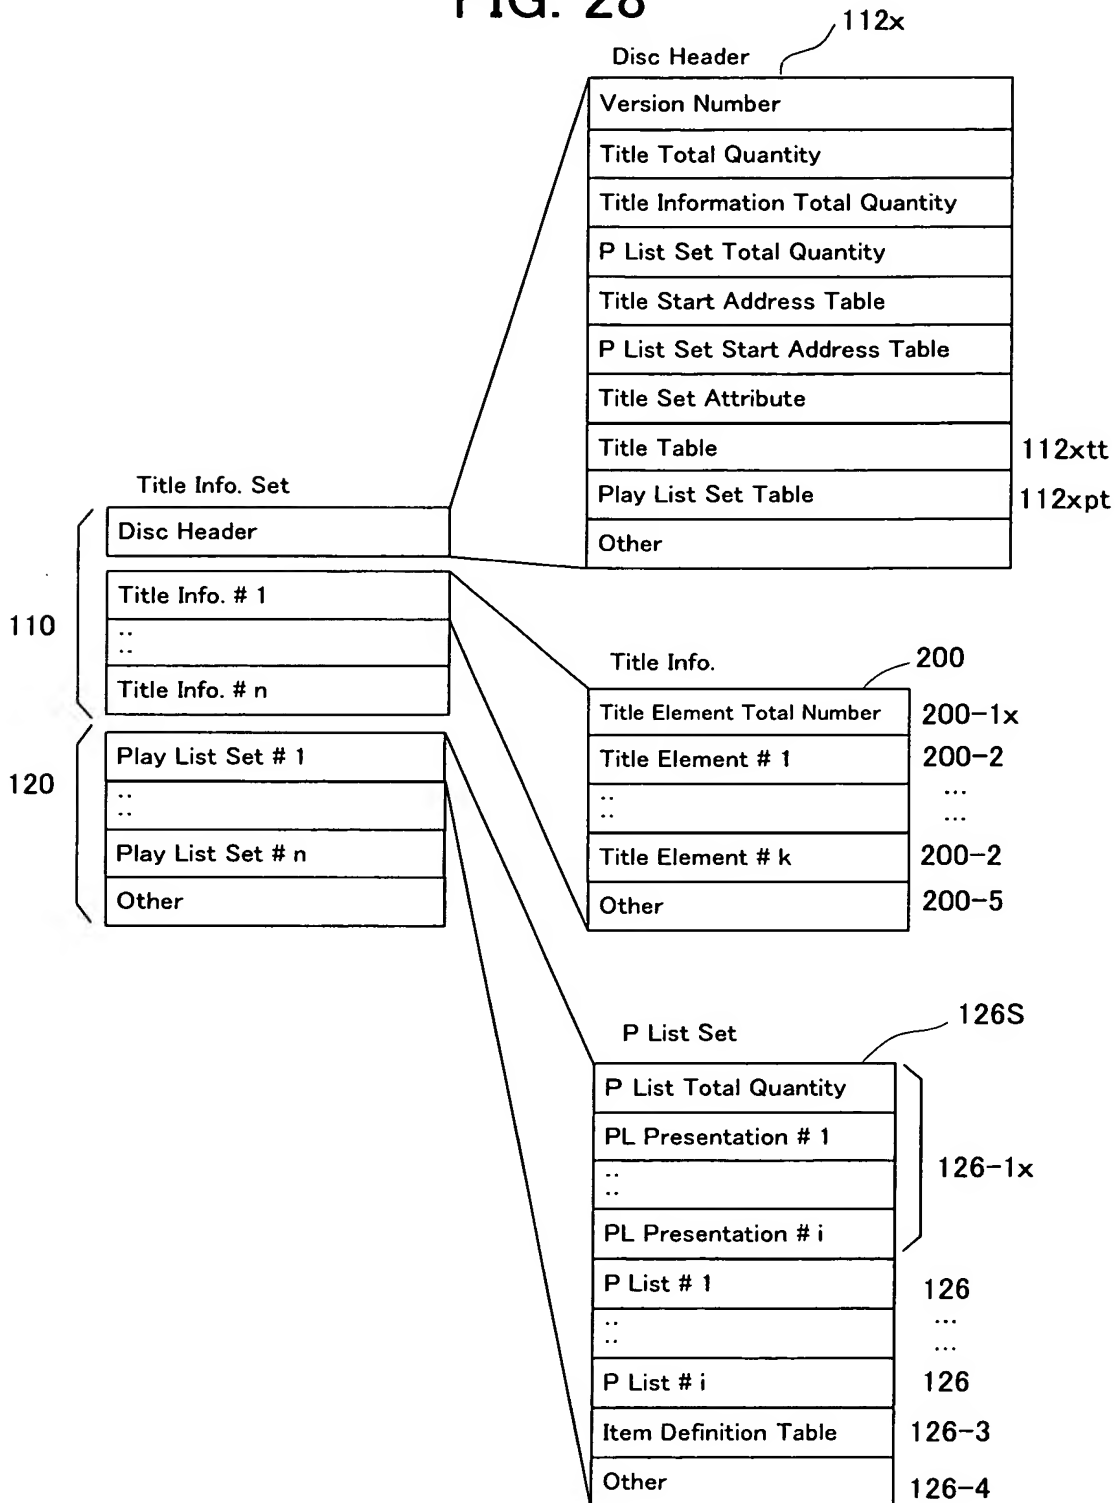 FIG. 28
112x
Disc Header
Version Number
Title Total Quantity
Title Information Total Quantity
P List Set Total Quantity
Title Start Address Table
P List Set Start Address Table
Title Set Attribute
Title Table 112xtt
Play List Set Table 112xpt
Other
Title Info. Set
Disc Header
110
Title Info. # 1
::
Title Info. # n
120
Play List Set # 1
::
Play List Set # n
Other
Title Info.
200
Title Element Total Number 200-1x
Title Element # 1 200-2
:: ...
...
Title Element # k 200-2
Other 200-5
P List Set
126S
P List Total Quantity
PL Presentation # 1
::
126-1x
PL Presentation # i
P List # 1 126
:: ...
...
P List # i 126
Item Definition Table 126-3
Other 126-4